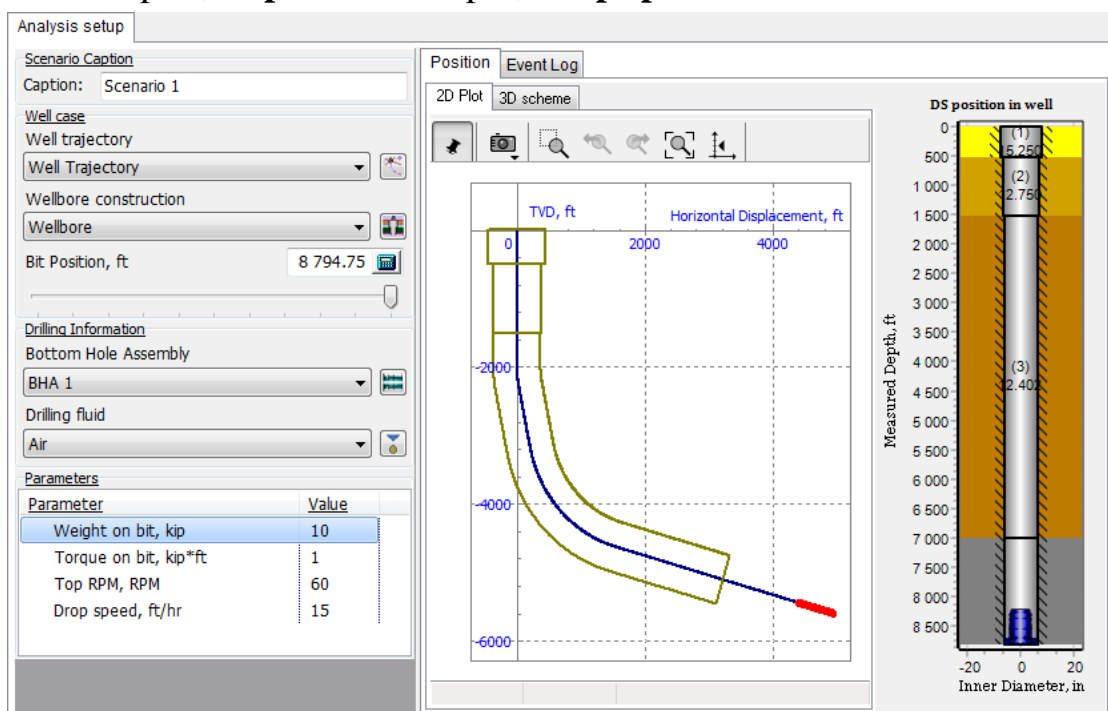 Analysis setup
Scenario Caption
Caption: Scenario 1
Well case
Well trajectory
Well Trajectory
Wellbore construction
Wellbore
Bit Position, ft 8 794.75
Drilling Information
Bottom Hole Assembly
BHA 1
Drilling fluid
Air
Parameters
Parameter Value
Weight on bit, kip 10
Torque on bit, kip*ft 1
Top RPM, RPM 60
Drop speed, ft/hr 15
Position Event Log
2D Plot 3D scheme
TVD, ft Horizontal Displacement, ft
0 2000 4000
-2000
-4000
-6000
DS position in well
Measured Depth, ft
0
500
1 000
1 500
2 000
2 500
3 000
3 500
4 000
4 500
5 000
5 500
6 000
6 500
7 000
7 500
8 000
8 500
(1)
15.250
(2)
12.750
(3)
12.402
-20 0 20
Inner Diameter, in